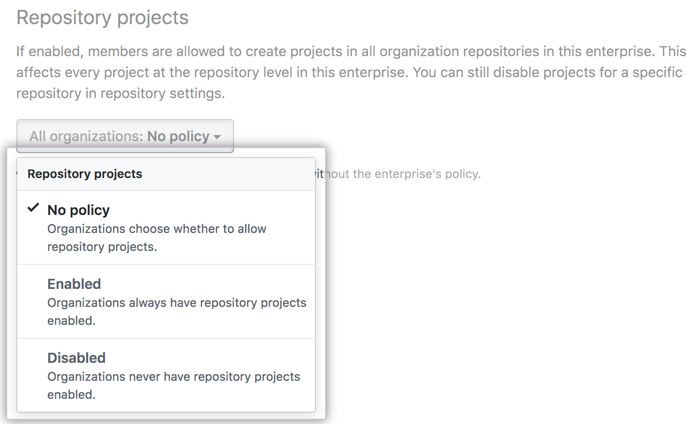 Repository projects
If enabled, members are allowed to create projects in all organization repositories in this enterprise. This
affects every project at the repository level in this enterprise. You can still disable projects for a specific
repository in repository settings.
All organizations: No policy
the enterprise's policy.
Repository projects
No policy
Organizations choose whether to allow
repository projects.
Enabled
Organizations always have repository projects
enabled.
Disabled
Organizations never have repository projects
enabled.